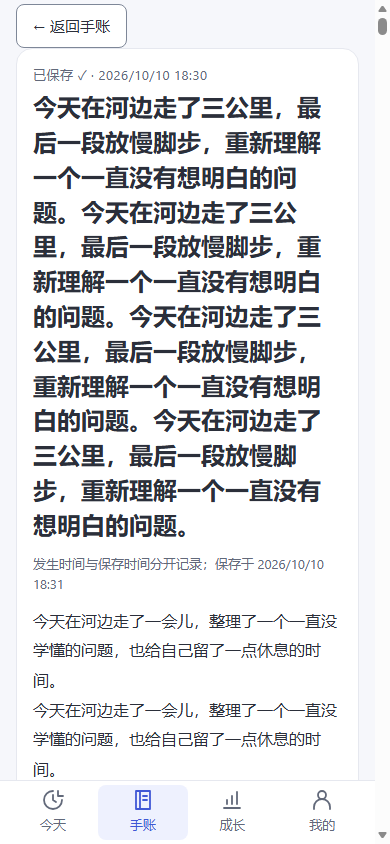 ← 返回手账
已保存 ✓ · 2026/10/10 18:30
今天在河边走了三公里，最
后一段放慢脚步，重新理解
一个一直没有想明白的问
题。今天在河边走了三公
里，最后一段放慢脚步，重
新理解一个一直没有想明白
的问题。今天在河边走了三
公里，最后一段放慢脚步，
重新理解一个一直没有想明
白的问题。今天在河边走了
三公里，最后一段放慢脚
步，重新理解一个一直没有
想明白的问题。
发生时间与保存时间分开记录；保存于 2026/10/10
18:31
今天在河边走了一会儿，整理了一个一直没
学懂的问题，也给自己留了一点休息的时
间。
今天在河边走了一会儿，整理了一个一直没
学懂的问题，也给自己留了一点休息的时
间。
今天
手账
成长
我的